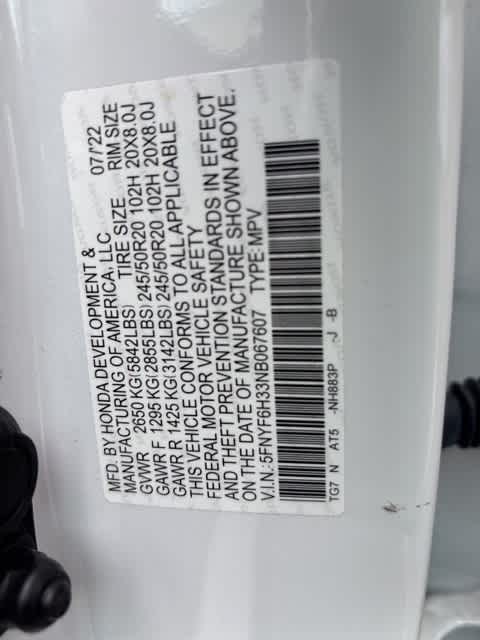 MFD. BY HONDA DEVELOPMENT & 07/'22
MANUFACTURING OF AMERICA, LLC TIRE SIZE RIM SIZE
GVWR 2650 KG(5842LBS)
GAWR F 1295 KG(2855LBS) 245/50R20 102H 20X8.0J
GAWR R 1425 KG(3142LBS) 245/50R20 102H 20X8.0J
THIS VEHICLE CONFORMS TO ALL APPLICABLE
FEDERAL MOTOR VEHICLE SAFETY
AND THEFT PREVENTION STANDARDS IN EFFECT
ON THE DATE OF MANUFACTURE SHOWN ABOVE.
V.I.N.:5FNYF6H33NB067607 TYPE:MPV
TG7 N AT5 -NH883P -J -B